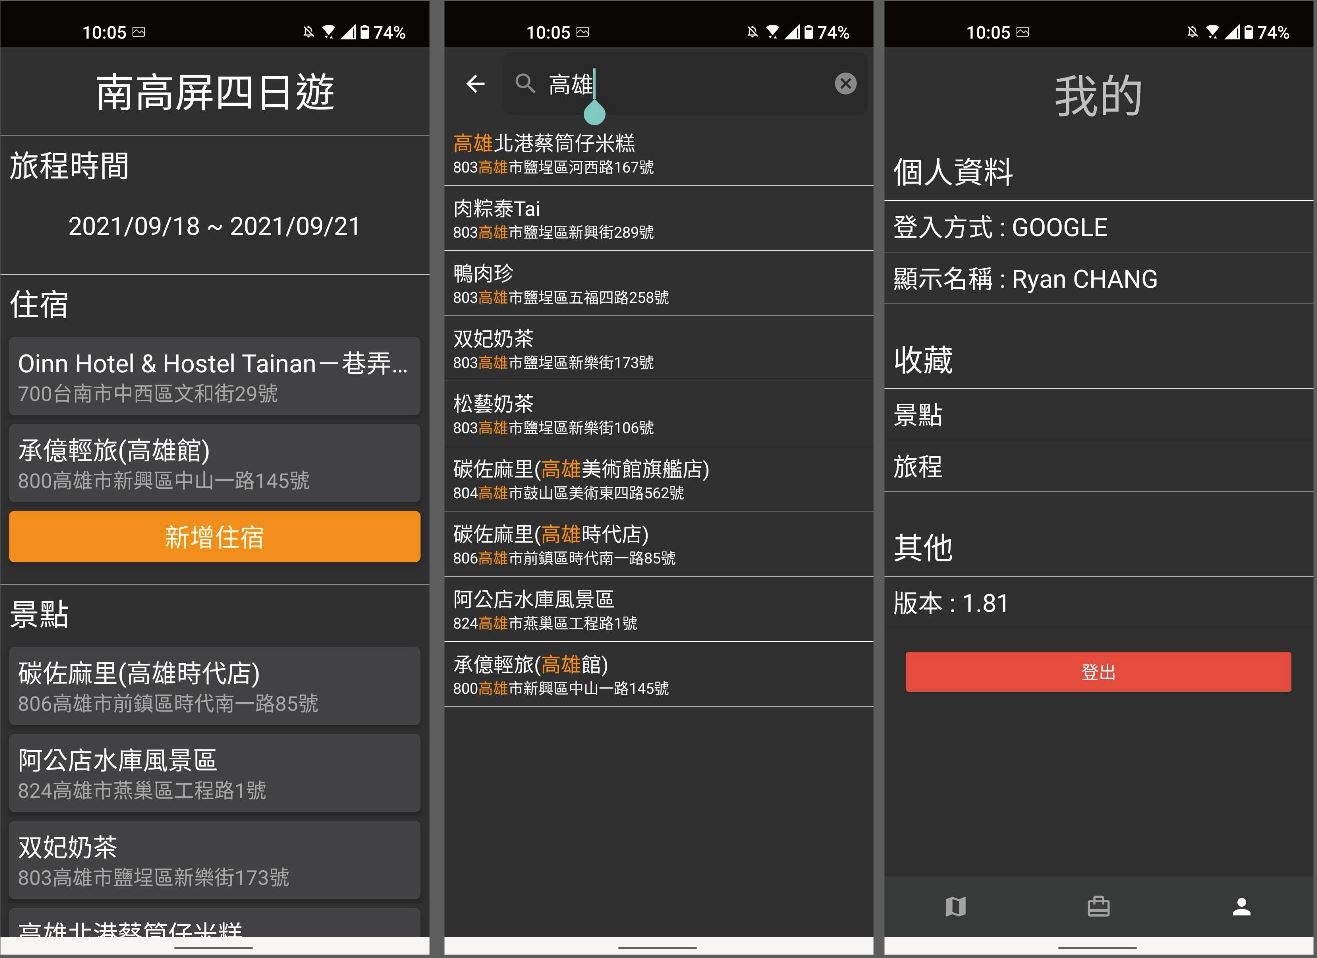 10:05
74%
南高屏四日遊
旅程時間
2021/09/18 ~ 2021/09/21
住宿
Oinn Hotel & Hostel Tainan－巷弄...
700台南市中西區文和街29號
承億輕旅(高雄館)
800高雄市新興區中山一路145號
新增住宿
景點
碳佐麻里(高雄時代店)
806高雄市前鎮區時代南一路85號
阿公店水庫風景區
824高雄市燕巢區工程路1號
双妃奶茶
803高雄市鹽埕區新樂街173號
高雄北港蔡筒仔米糕
10:05
74%
高雄
高雄北港蔡筒仔米糕
803高雄市鹽埕區河西路167號
肉粽泰Tai
803高雄市鹽埕區新興街289號
鴨肉珍
803高雄市鹽埕區五福四路258號
双妃奶茶
803高雄市鹽埕區新樂街173號
松藝奶茶
803高雄市鹽埕區新樂街106號
碳佐麻里(高雄美術館旗艦店)
804高雄市鼓山區美術東四路562號
碳佐麻里(高雄時代店)
806高雄市前鎮區時代南一路85號
阿公店水庫風景區
824高雄市燕巢區工程路1號
承億輕旅(高雄館)
800高雄市新興區中山一路145號
10:05
74%
我的
個人資料
登入方式 : GOOGLE
顯示名稱 : Ryan CHANG
收藏
景點
旅程
其他
版本 : 1.81
登出